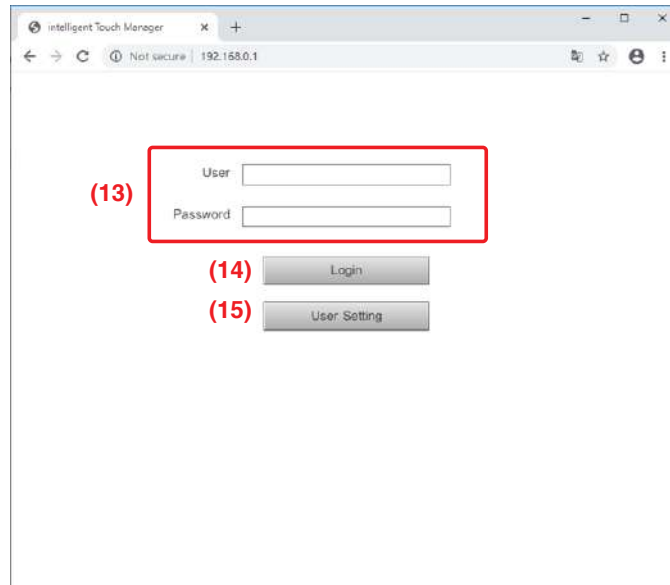 intelligent Touch Manager
Not secure | 192.168.0.1
(13)
User
Password
(14)
Login
(15)
User Setting